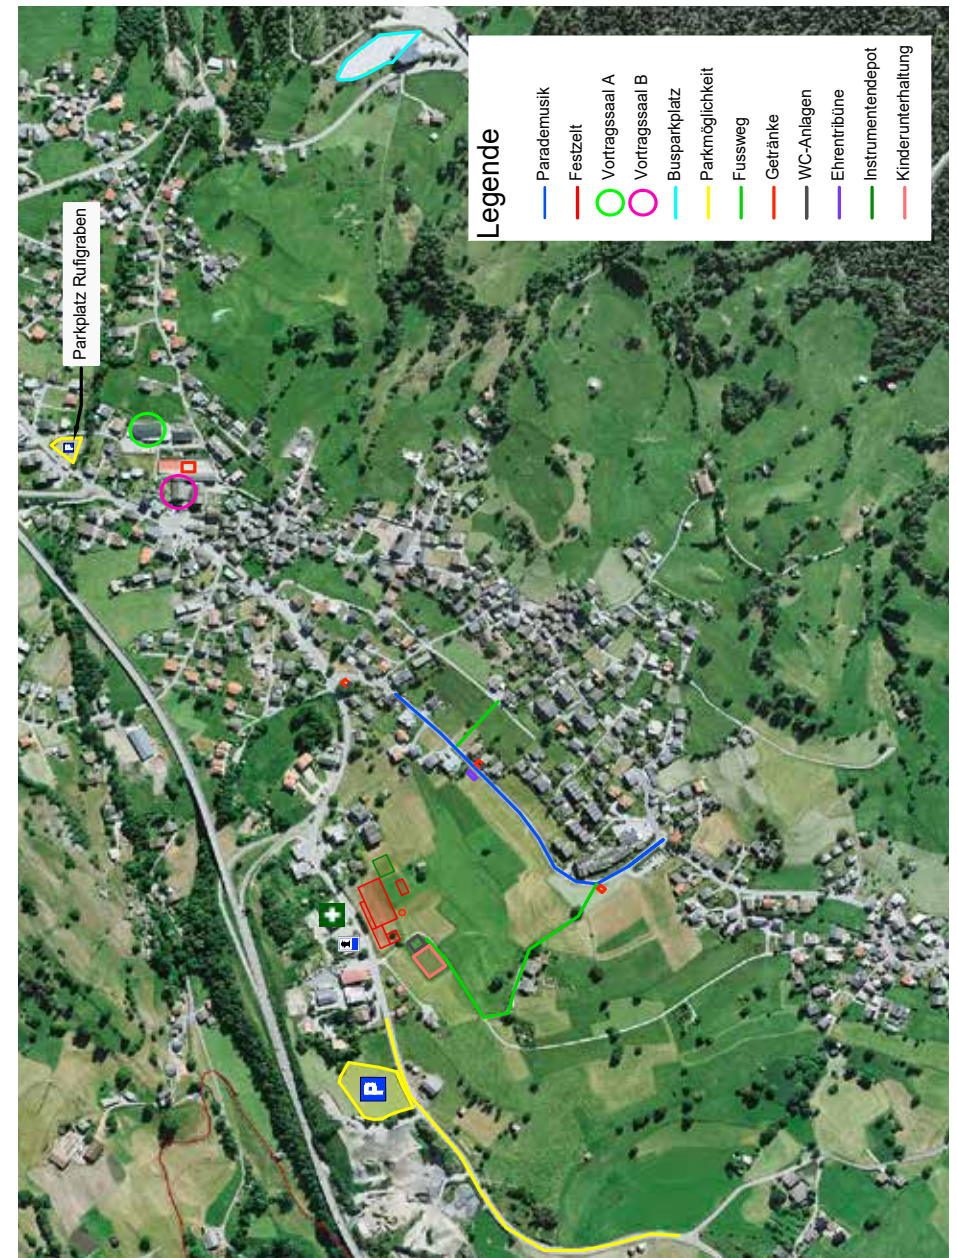 Parkplatz Rufigraben
P
P
Legende
Parademusik
Festzelt
Vortragssaal A
Vortragssaal B
Busparkplatz
Parkmöglichkeit
Fussweg
Getränke
WC-Anlagen
Ehrentribüne
Instrumentendepot
Kinderunterhaltung